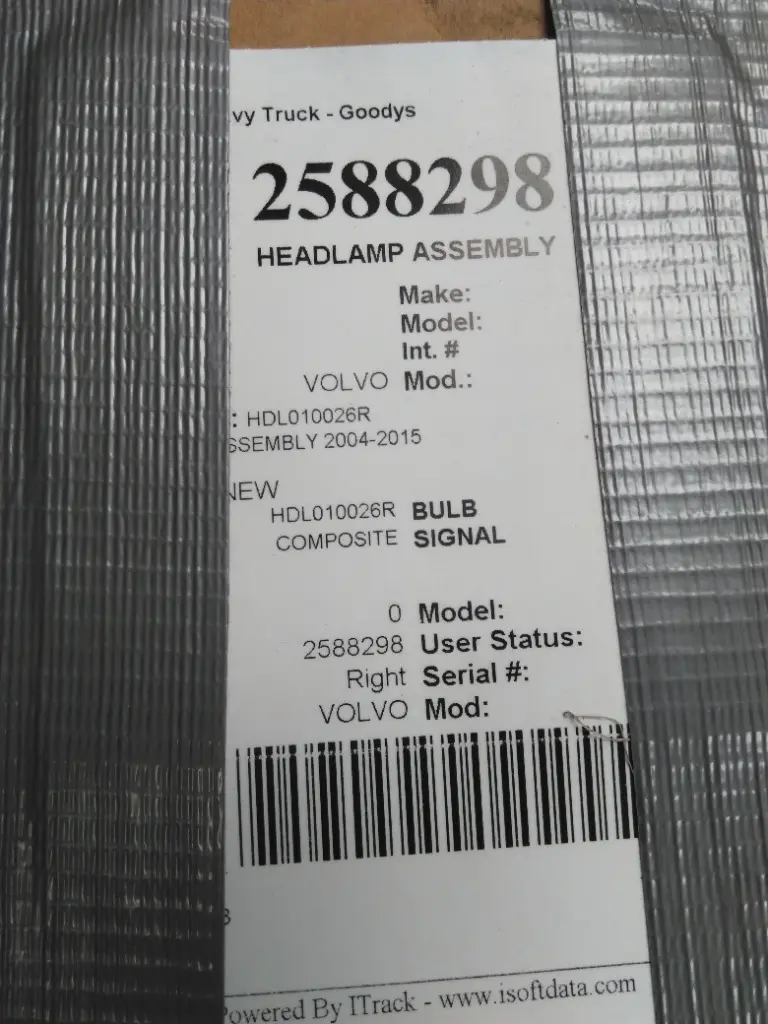 vy Truck - Goodys
2588298
HEADLAMP ASSEMBLY
Make:
Model:
Int. #
VOLVO Mod.:
: HDL010026R
SSEMBLY 2004-2015
NEW
HDL010026R BULB
COMPOSITE SIGNAL
0 Model:
2588298 User Status:
Right Serial #:
VOLVO Mod:
Powered By ITrack - www.isoftdata.com